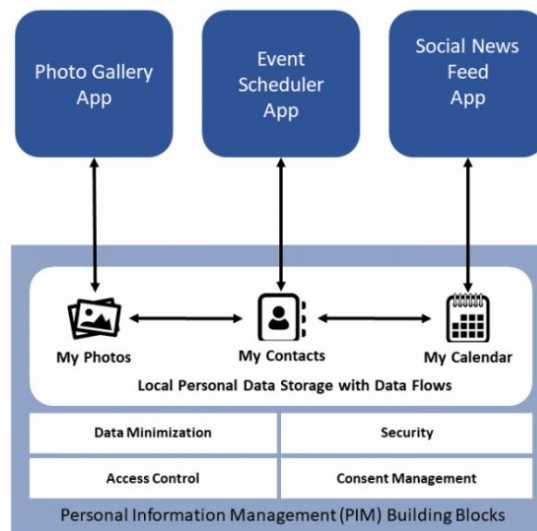 Photo Gallery
App
Event
Scheduler
App
Social News
Feed
App
My Photos
My Contacts
My Calendar
Local Personal Data Storage with Data Flows
Data Minimization
Security
Access Control
Consent Management
Personal Information Management (PIM) Building Blocks